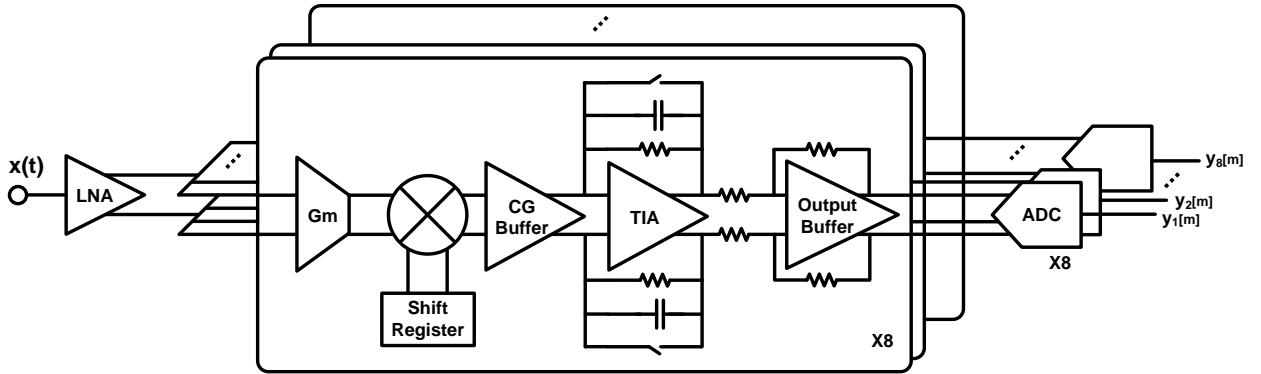 x(t)
LNA
Gm
Shift
Register
CG
Buffer
TIA
Output
Buffer
X8
ADC
X8
y8[m]
y2[m]
y1[m]